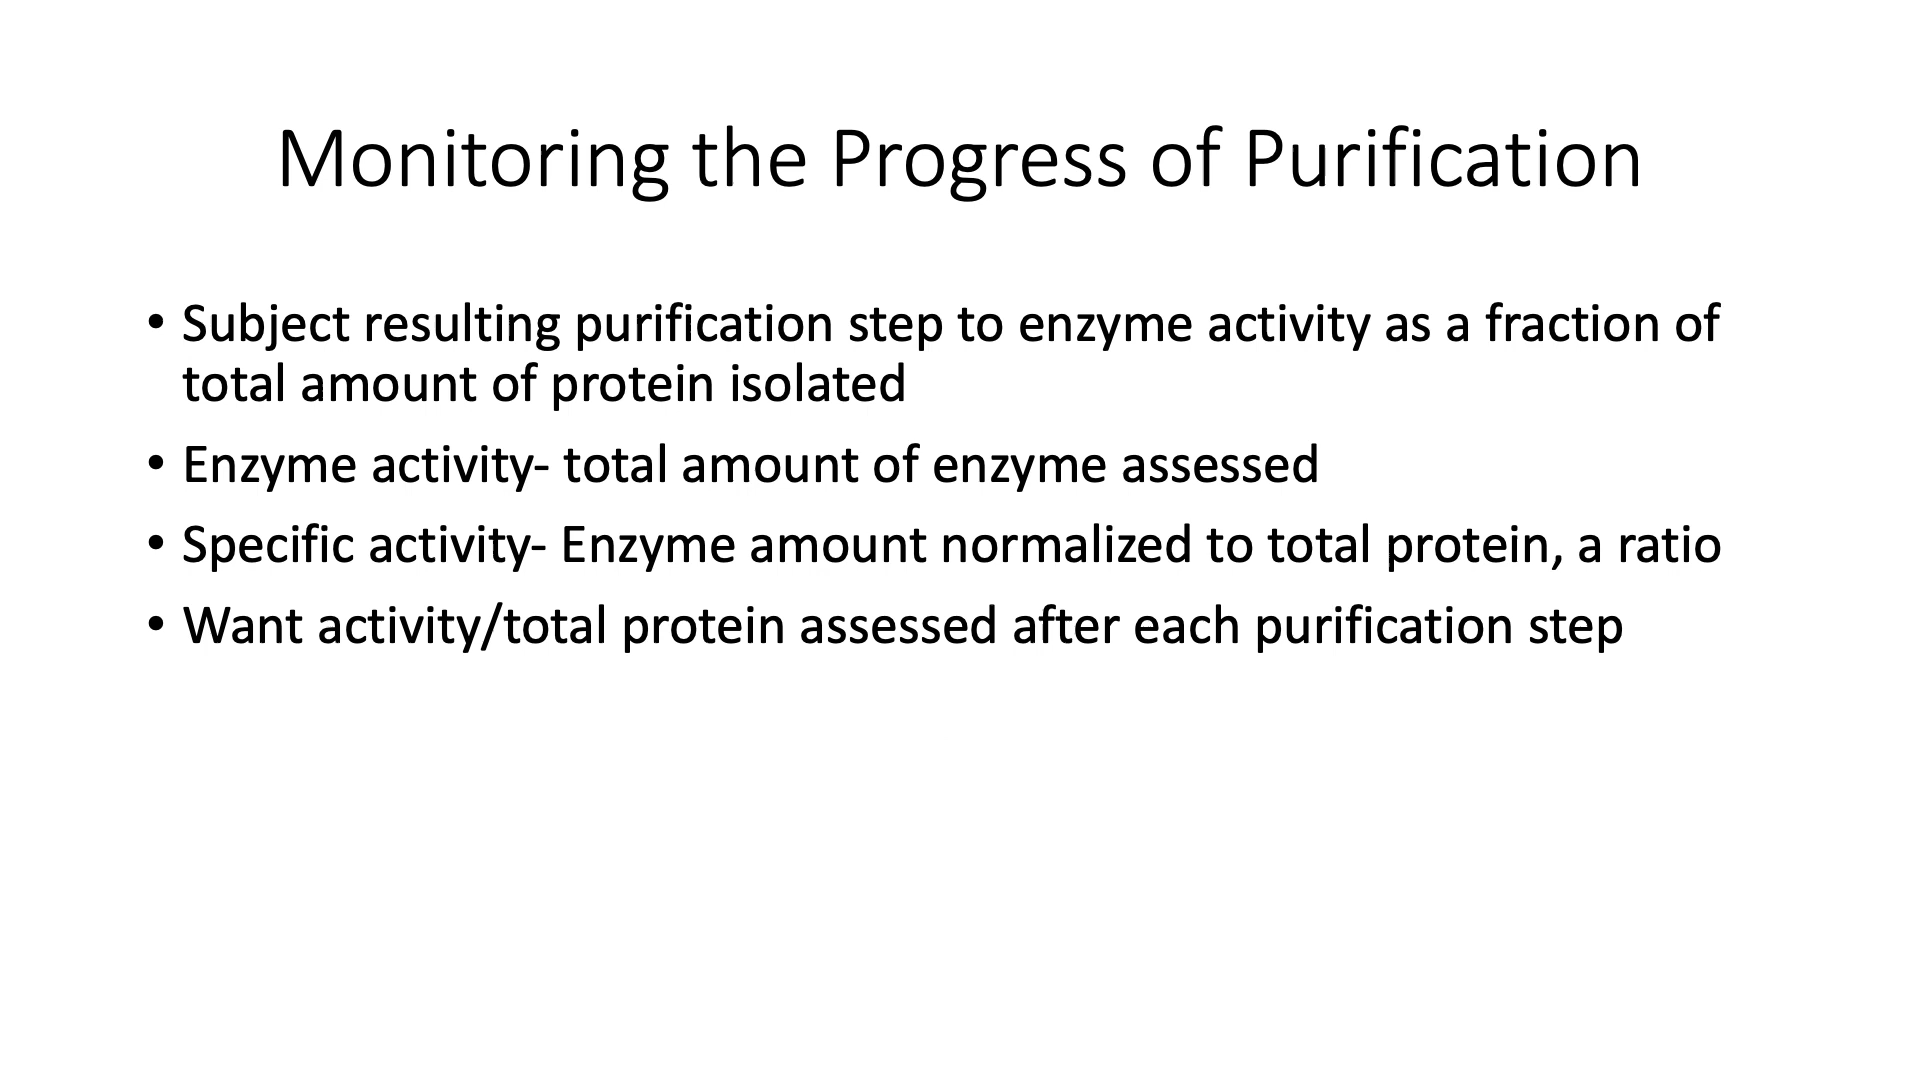 Monitoring the Progress of Purification
• Subject resulting purification step to enzyme activity as a fraction of
total amount of protein isolated
• Enzyme activity- total amount of enzyme assessed
• Specific activity- Enzyme amount normalized to total protein, a ratio
• Want activity/total protein assessed after each purification step